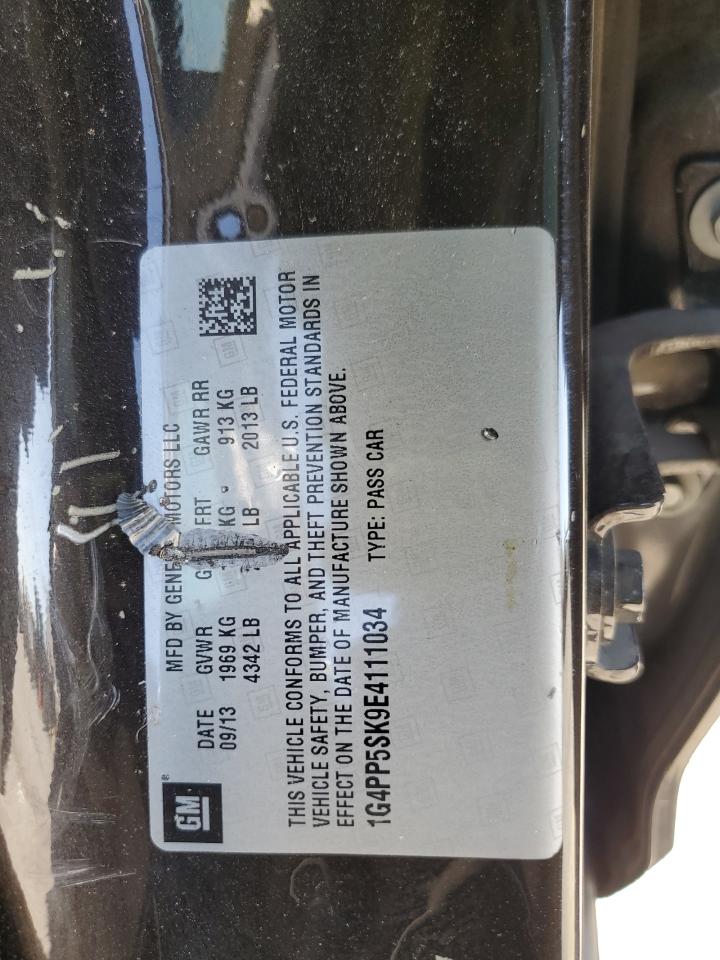 GM®
MFD BY GENE MOTORS LLC
DATE GVWR G FRT GAWR RR
09/13 1969 KG KG 913 KG
4342 LB LB 2013 LB
THIS VEHICLE CONFORMS TO ALL APPLICABLE U.S. FEDERAL MOTOR
VEHICLE SAFETY, BUMPER, AND THEFT PREVENTION STANDARDS IN
EFFECT ON THE DATE OF MANUFACTURE SHOWN ABOVE.
1G4PP5SK9E4111034 TYPE: PASS CAR